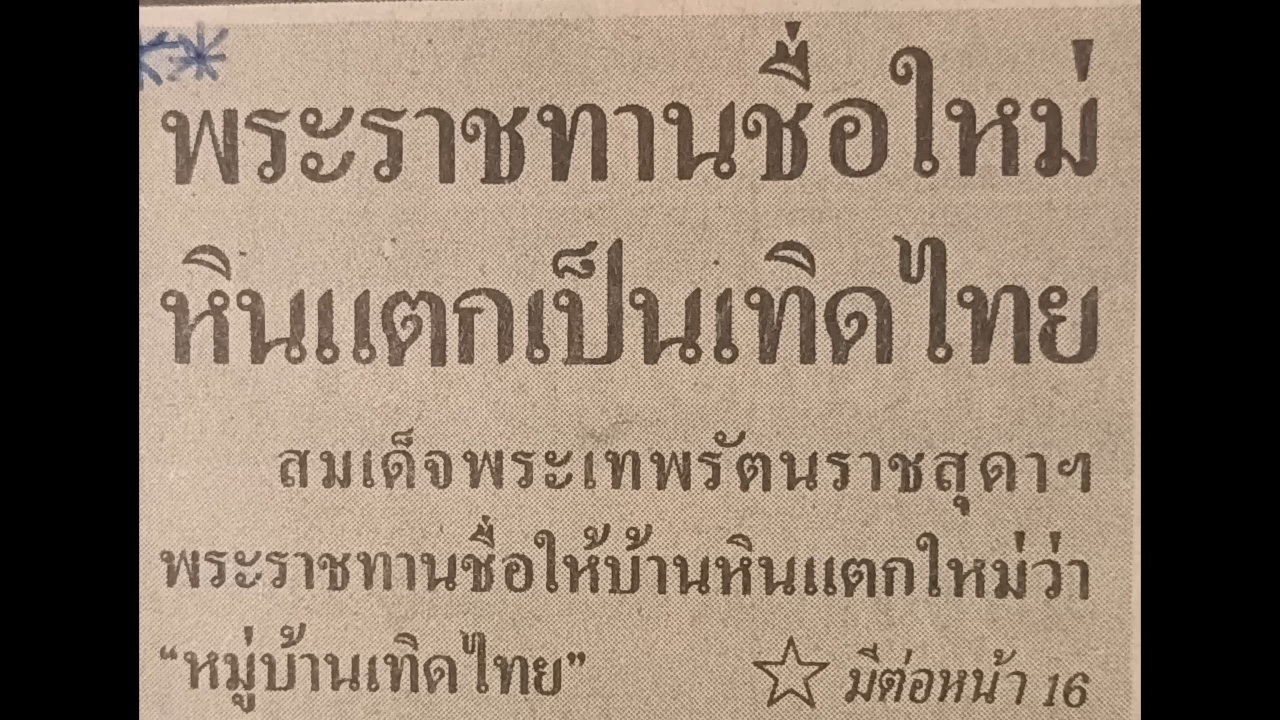 พระราชทานชื่อใหม่
หินแตกเป็นเทิดไทย
สมเด็จพระเทพรัตนราชสุดาฯ
พระราชทานชื่อให้บ้านหินแตกใหม่ว่า
“หมู่บ้านเทิดไทย” ☆ มีต่อหน้า 16